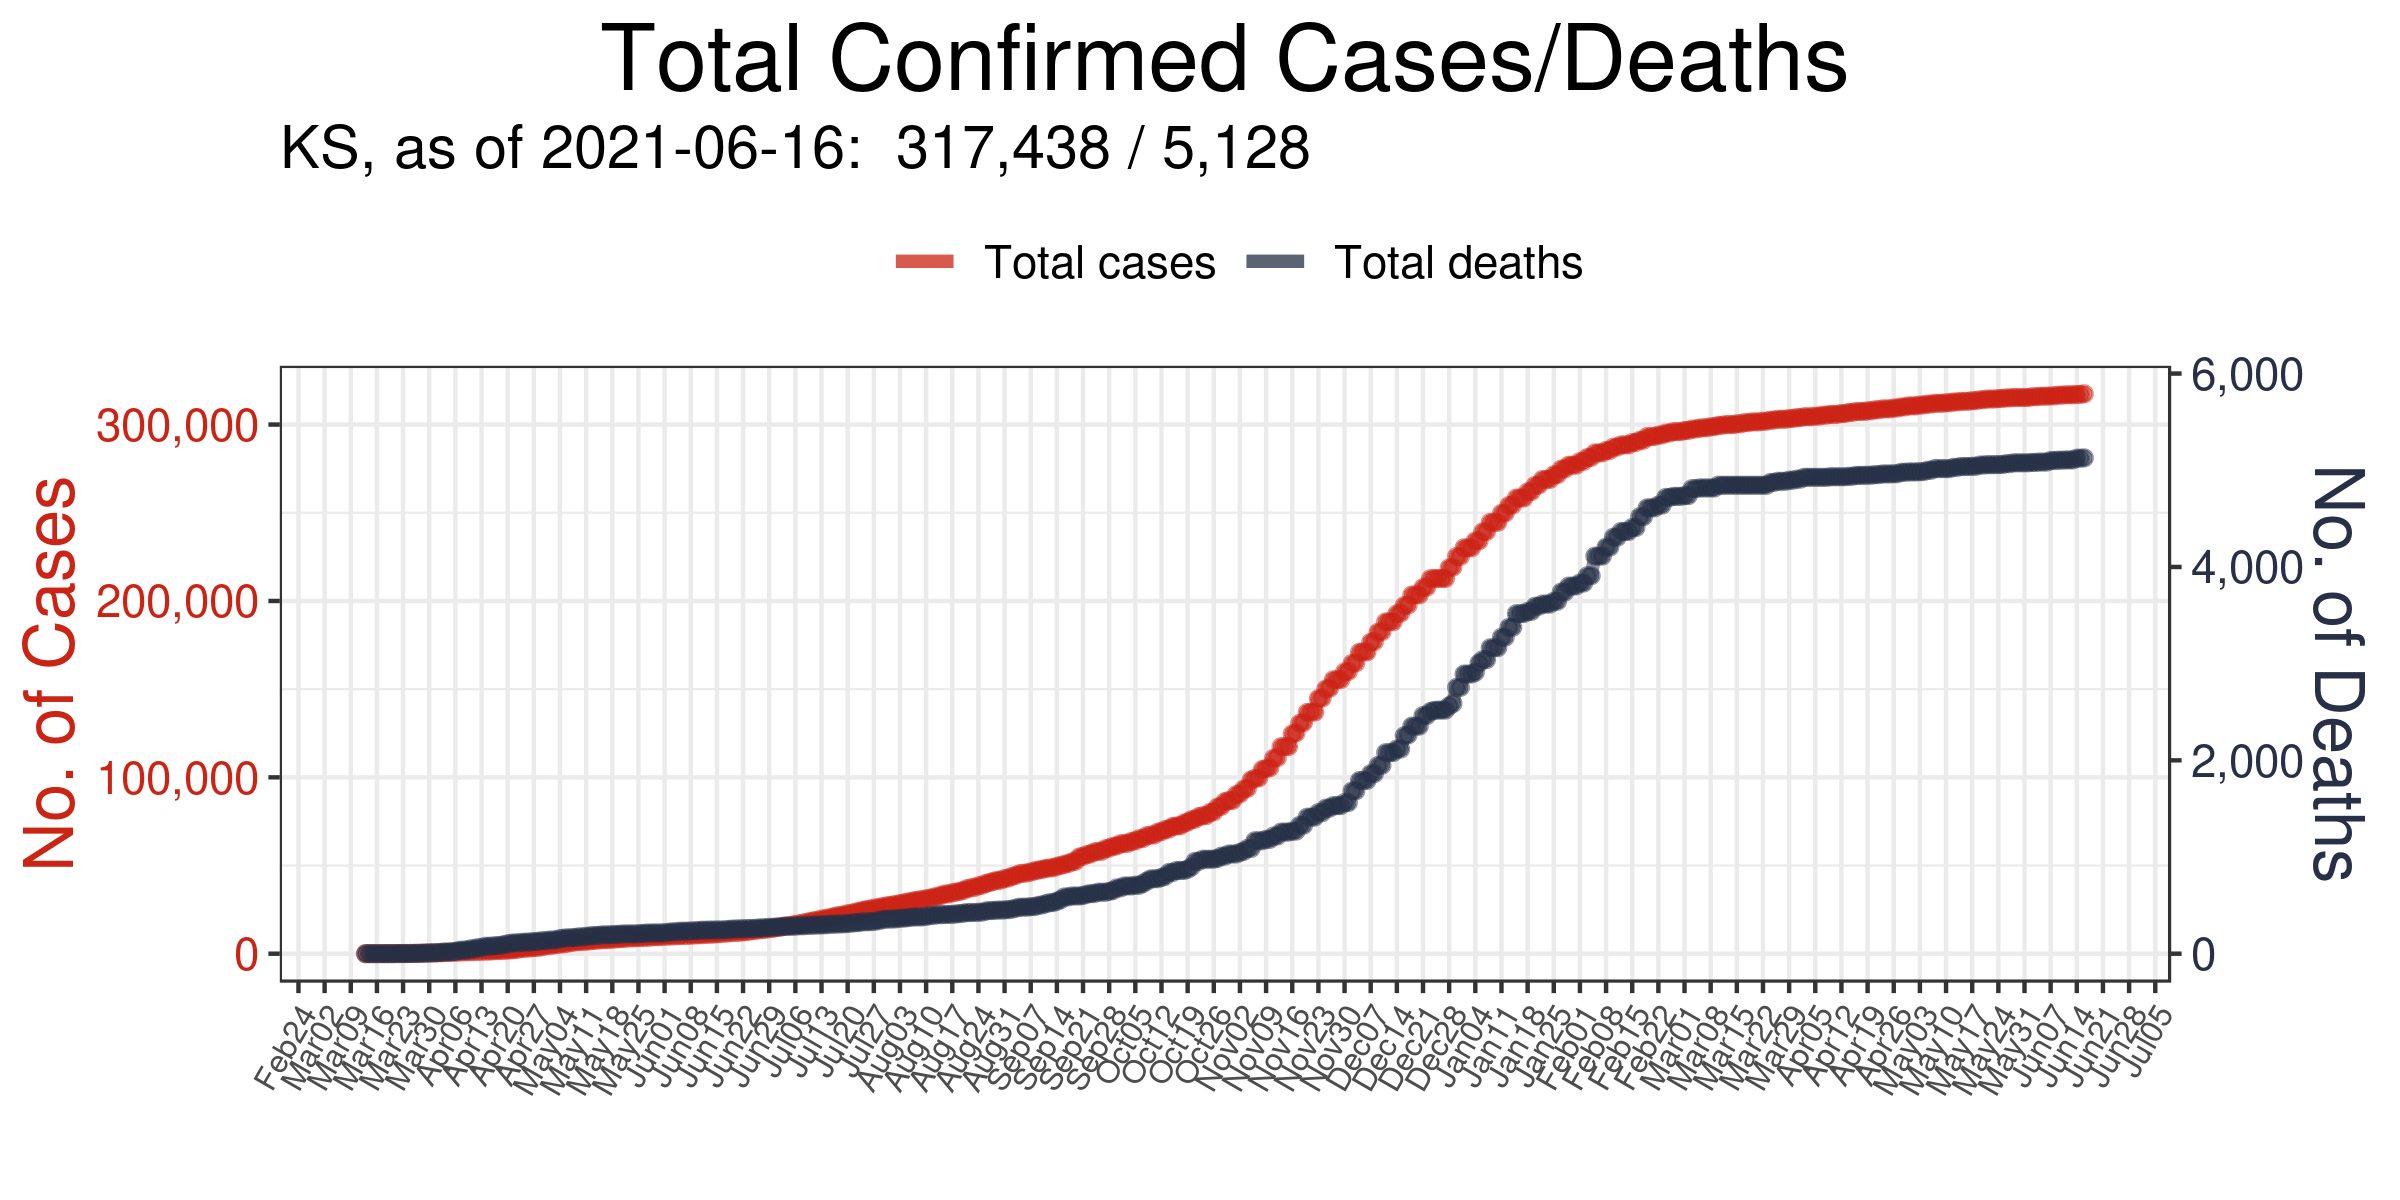 Total Confirmed Cases/Deaths
KS, as of 2021-06-16: 317,438 / 5,128
Total cases
Total deaths
No. of Cases
300,000
200,000
100,000
0
6,000
4,000
2,000
0
No. of Deaths
Feb24
Mar02
Mar09
Mar16
Mar23
Mar30
Apr06
Apr13
Apr20
Apr27
May04
May11
May18
May25
Jun01
Jun08
Jun15
Jun22
Jun29
Jul06
Jul13
Jul20
Jul27
Aug03
Aug10
Aug17
Aug24
Aug31
Sep07
Sep14
Sep21
Sep28
Oct05
Oct12
Oct19
Oct26
Nov02
Nov09
Nov16
Nov23
Nov30
Dec07
Dec14
Dec21
Dec28
Jan04
Jan11
Jan18
Jan25
Feb01
Feb08
Feb15
Feb22
Mar01
Mar08
Mar15
Mar22
Mar29
Apr05
Apr12
Apr19
Apr26
May03
May10
May17
May24
May31
Jun07
Jun14
Jun21
Jun28
Jul05